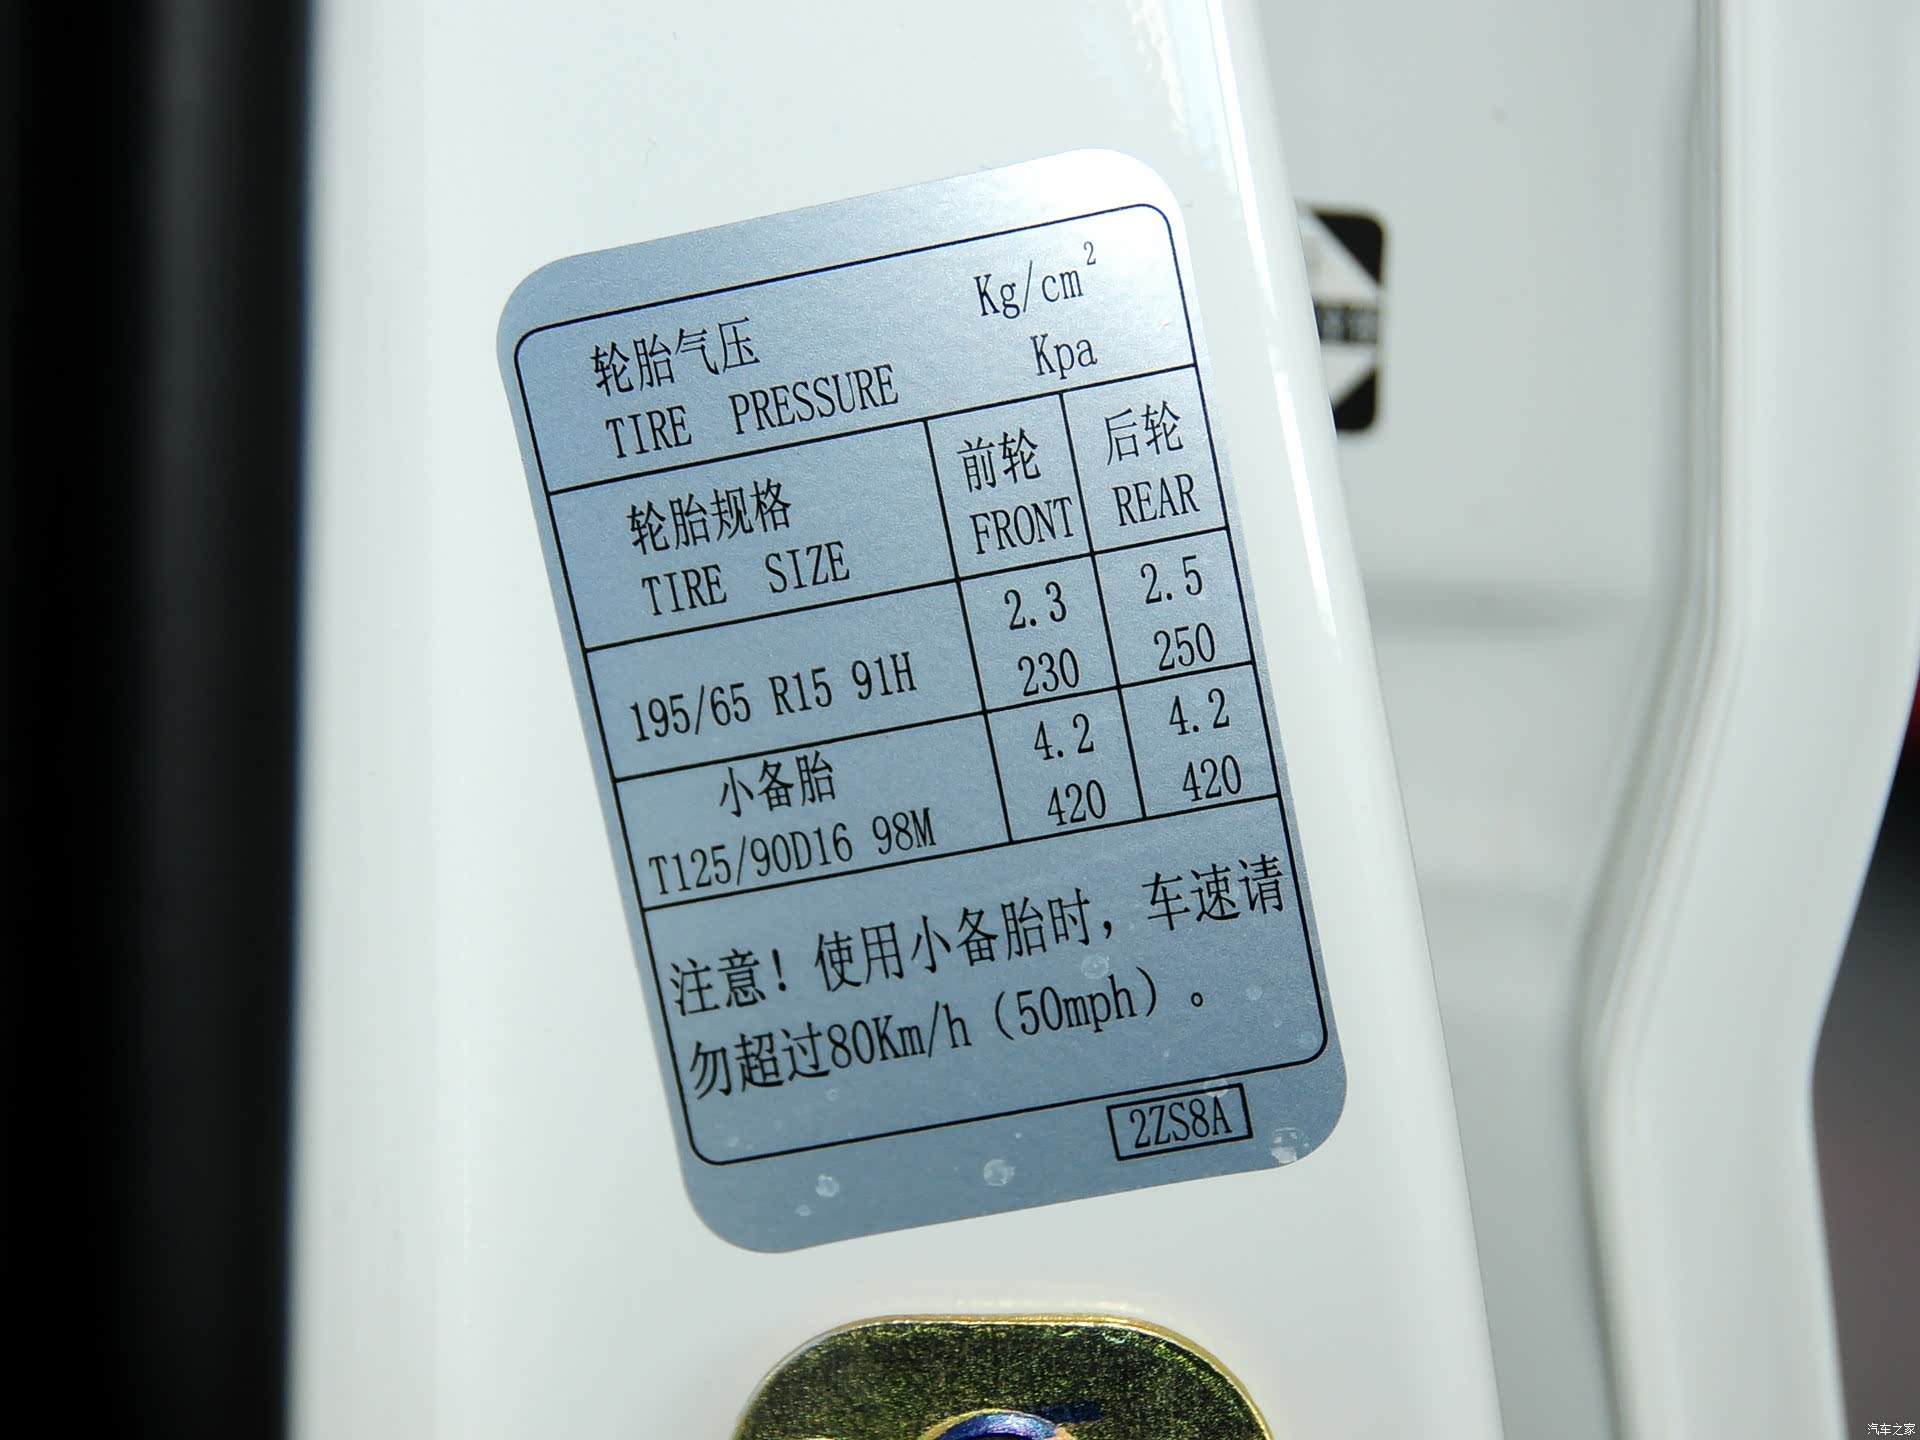 轮胎气压 Kg/cm²
TIRE PRESSURE Kpa
轮胎规格 前轮 后轮
TIRE SIZE FRONT REAR
195/65 R15 91H 2.3 2.5
230 250
小备胎 4.2 4.2
T125/90D16 98M 420 420
注意！使用小备胎时，车速请
勿超过80Km/h（50mph）。
2ZS8A
汽车之家